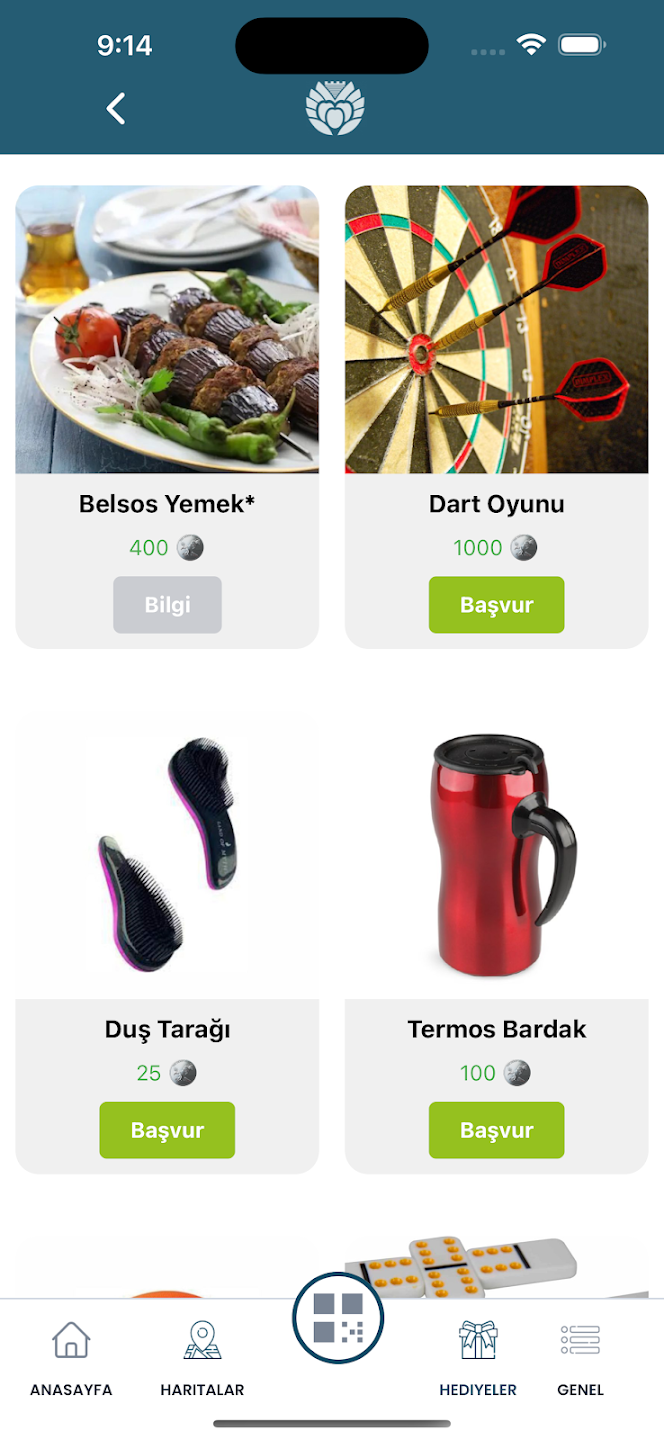 9:14
Belsos Yemek*
400
Bilgi
Dart Oyunu
1000
Başvur
Duş Tarağı
25
Başvur
Termos Bardak
100
Başvur
ANASAYFA
HARITALAR
HEDIYELER
GENEL